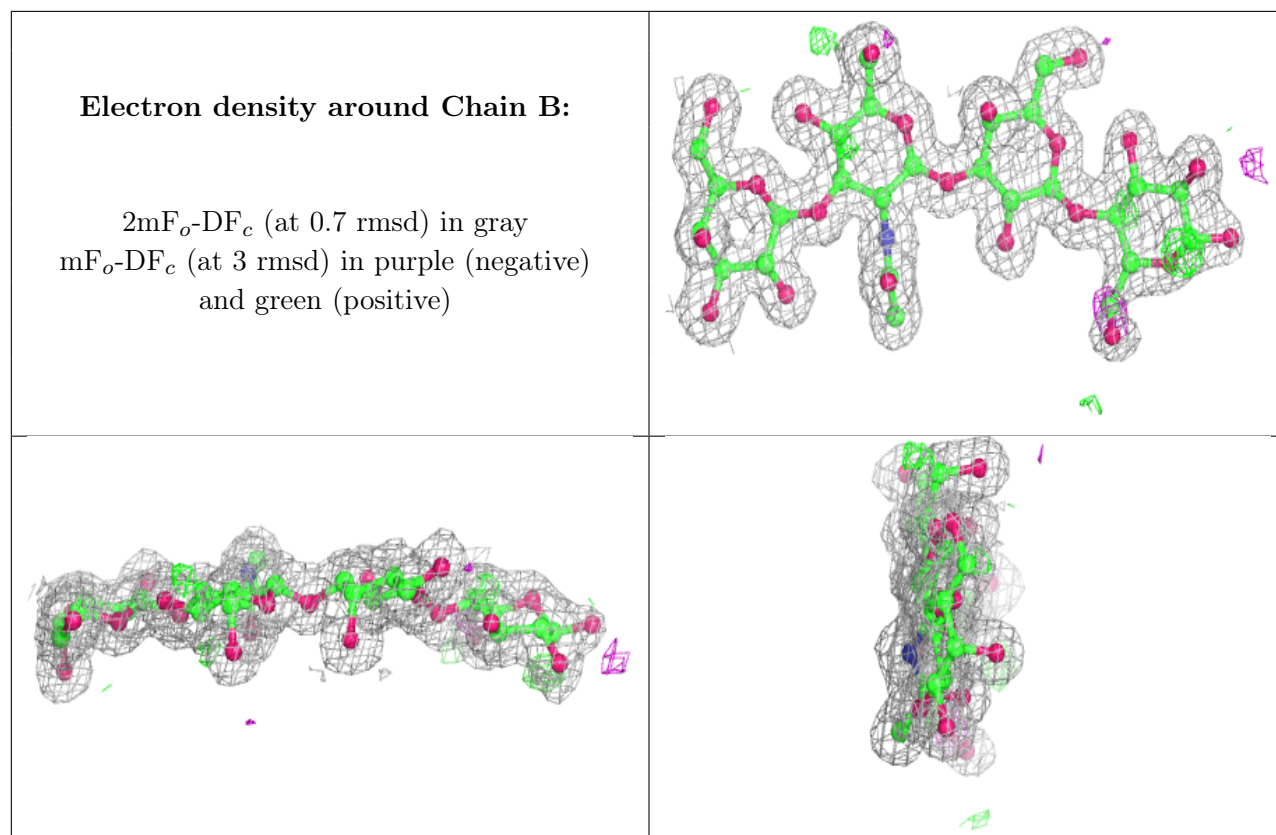 Electron density around Chain B:
2mFo-DFc (at 0.7 rmsd) in gray
mFo-DFc (at 3 rmsd) in purple (negative)
and green (positive)